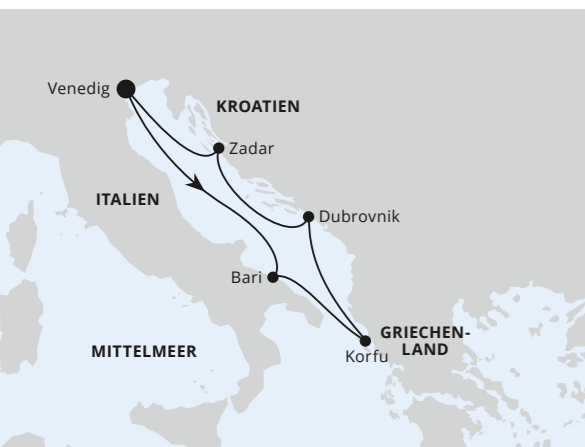 Venedig
KROATIEN
Zadar
ITALIEN
Dubrovnik
Bari
GRIECHEN-
LAND
MITTELMEER
Korfu